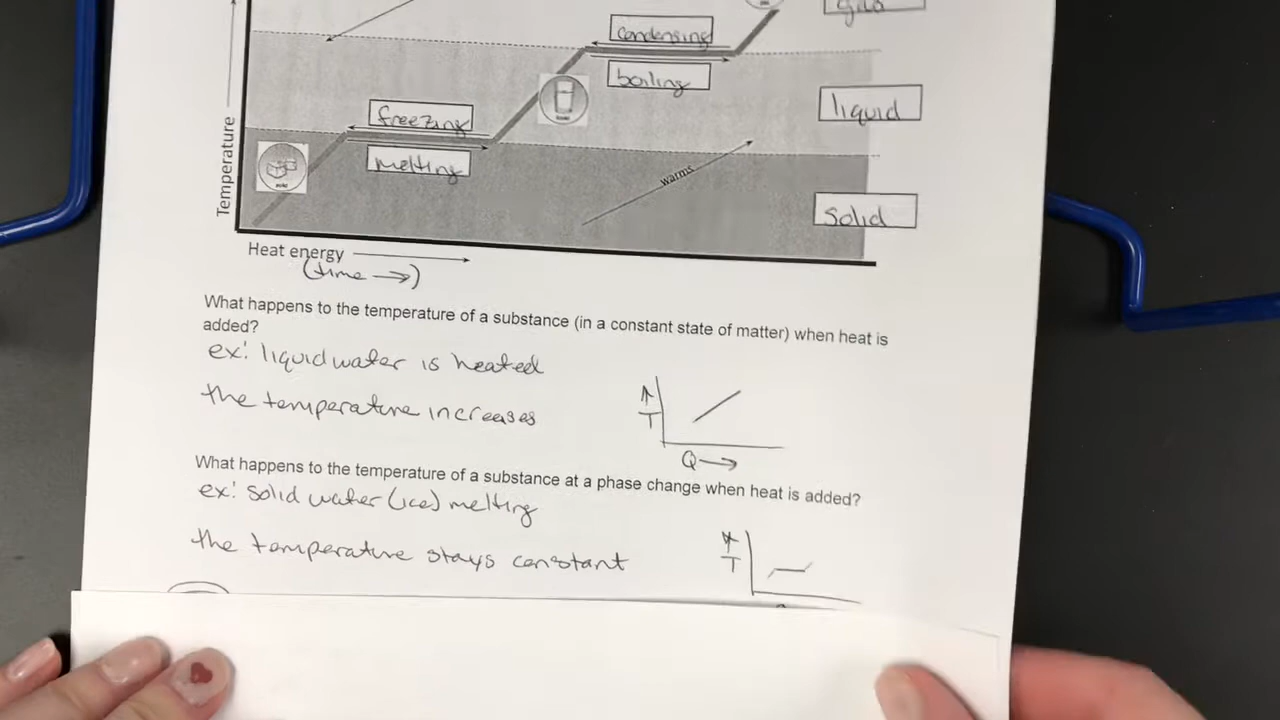 gas
condensing
boiling
liquid
freezing
melting
warms
solid
Solid
Temperature
Heat energy
(time →)
What happens to the temperature of a substance (in a constant state of matter) when heat is
added?
ex: liquid water is heated
the temperature increases
↑
T
Q →
What happens to the temperature of a substance at a phase change when heat is added?
ex: solid water (ice) melting
the temperature stays constant
↑
T